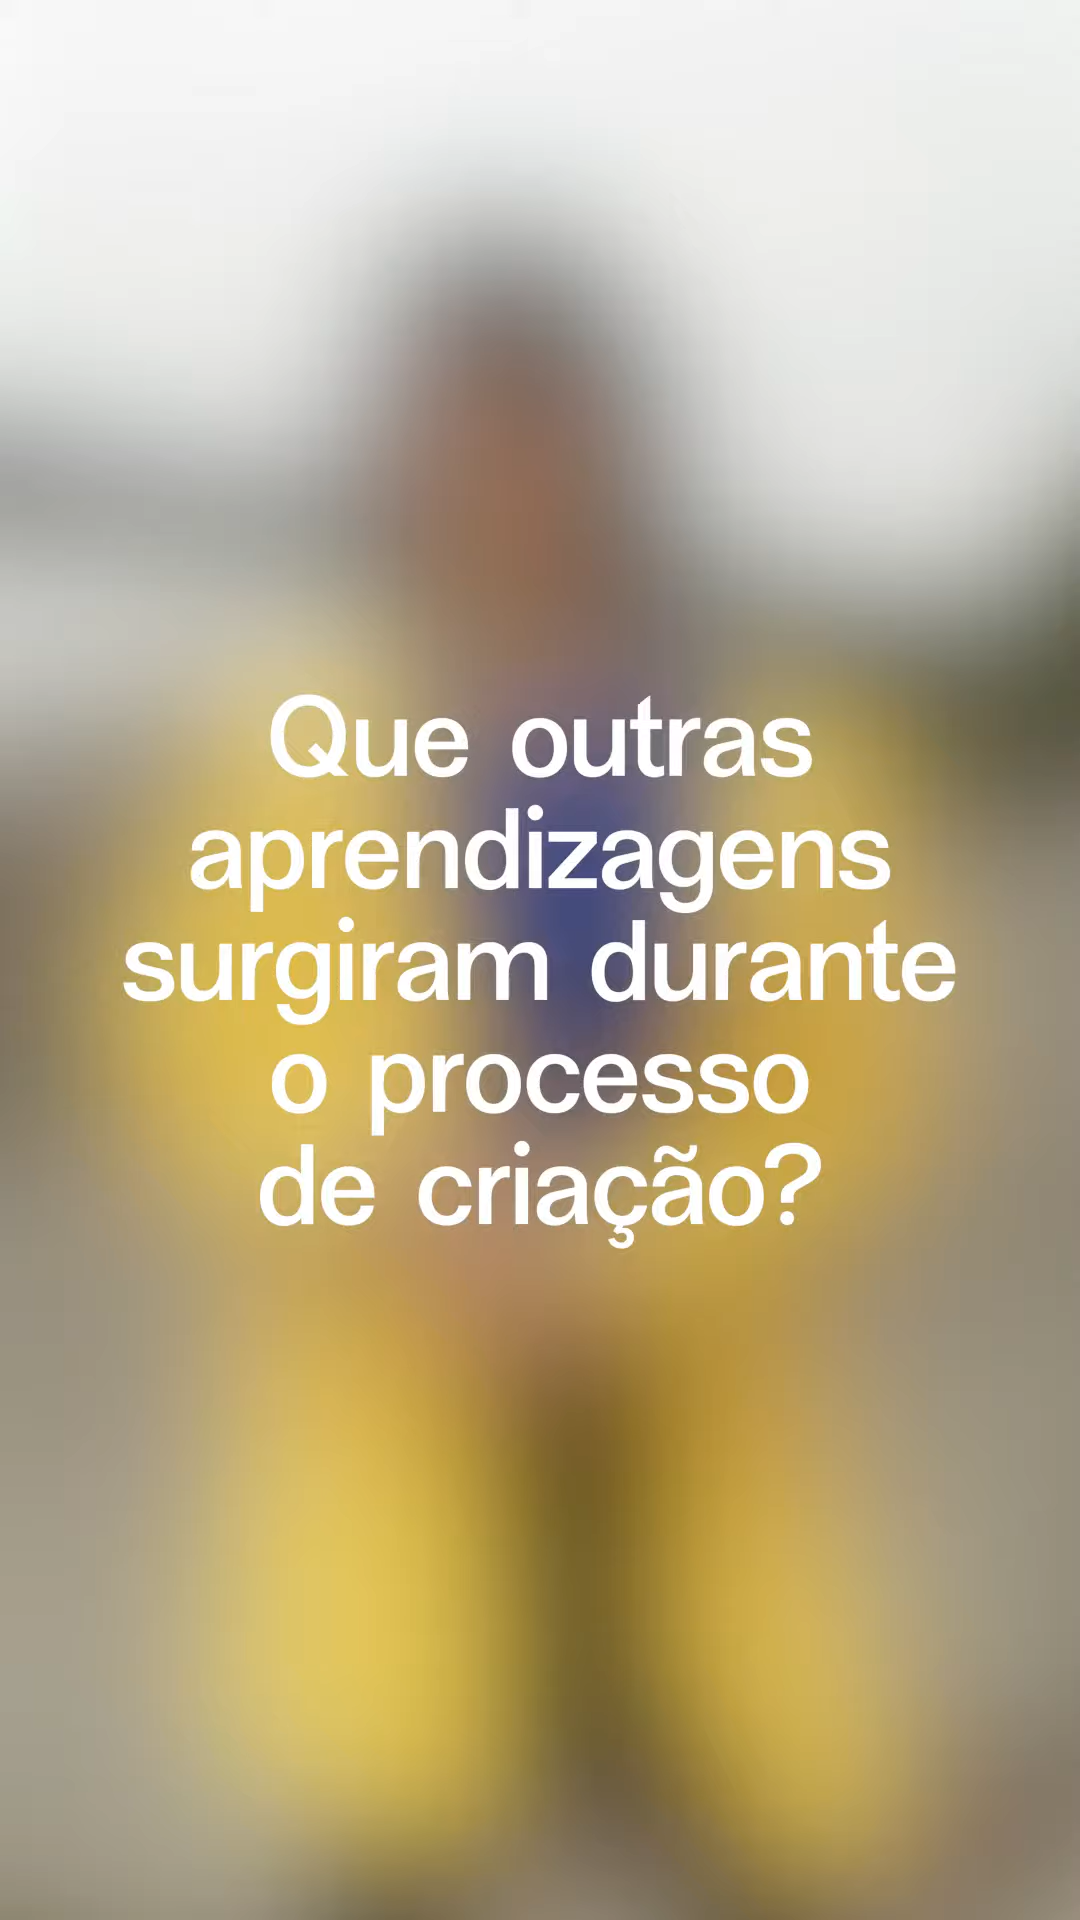 Que outras
aprendizagens
surgiram durante
o processo
de criação?